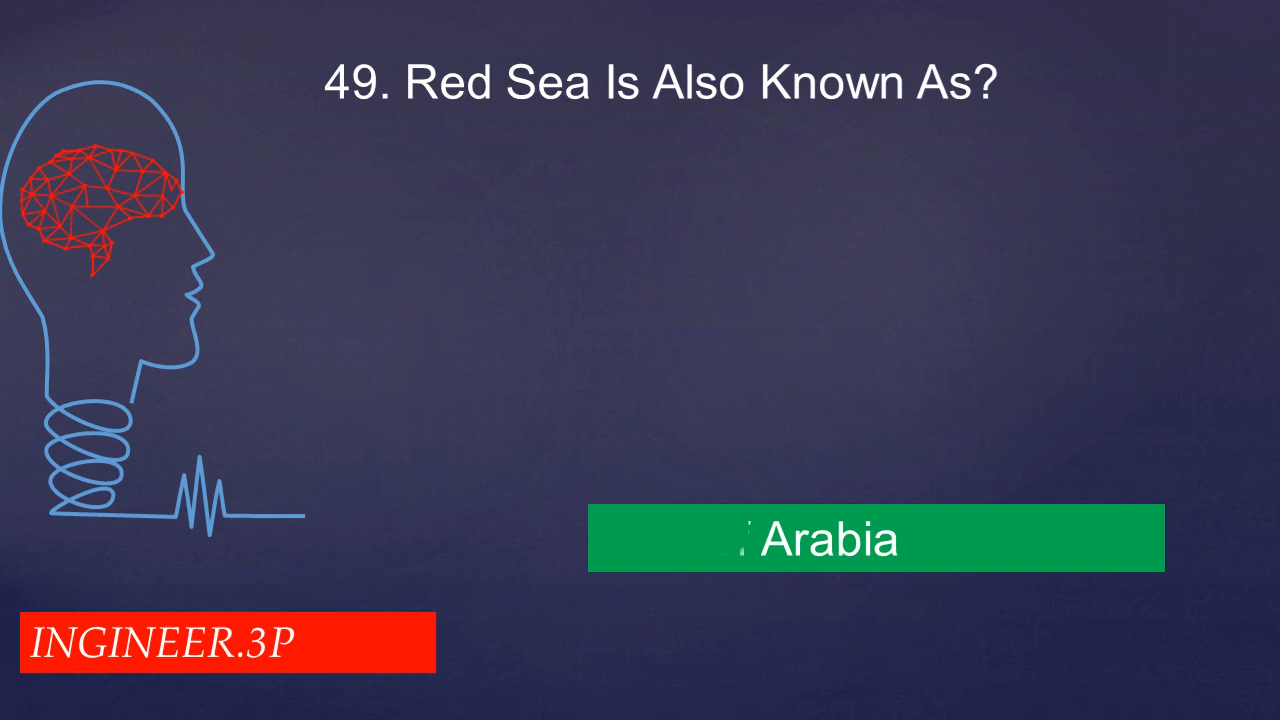 49. Red Sea Is Also Known As?
Arabia
INGINEER.3P